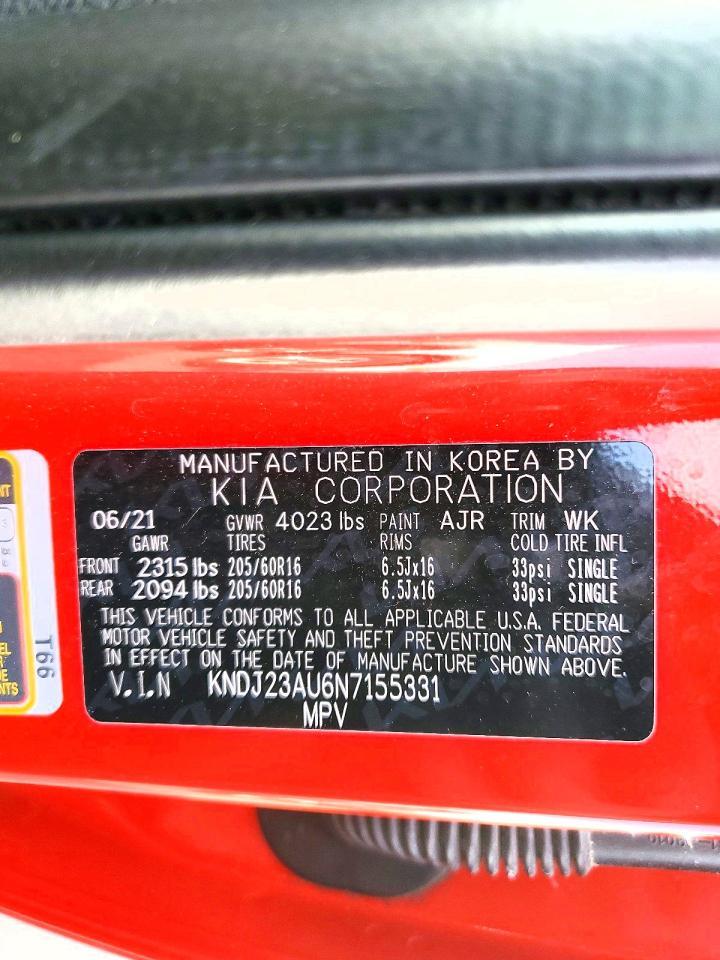 MANUFACTURED IN KOREA BY
KIA CORPORATION
06/21 GVWR 4023 lbs PAINT AJR TRIM WK
GAWR TIRES RIMS COLD TIRE INFL
FRONT 2315 lbs 205/60R16 6.5Jx16 33psi SINGLE
REAR 2094 lbs 205/60R16 6.5Jx16 33psi SINGLE
THIS VEHICLE CONFORMS TO ALL APPLICABLE U.S.A. FEDERAL
MOTOR VEHICLE SAFETY AND THEFT PREVENTION STANDARDS
IN EFFECT ON THE DATE OF MANUFACTURE SHOWN ABOVE.
V.I.N KNDJ23AU6N7155331
MPV
T66